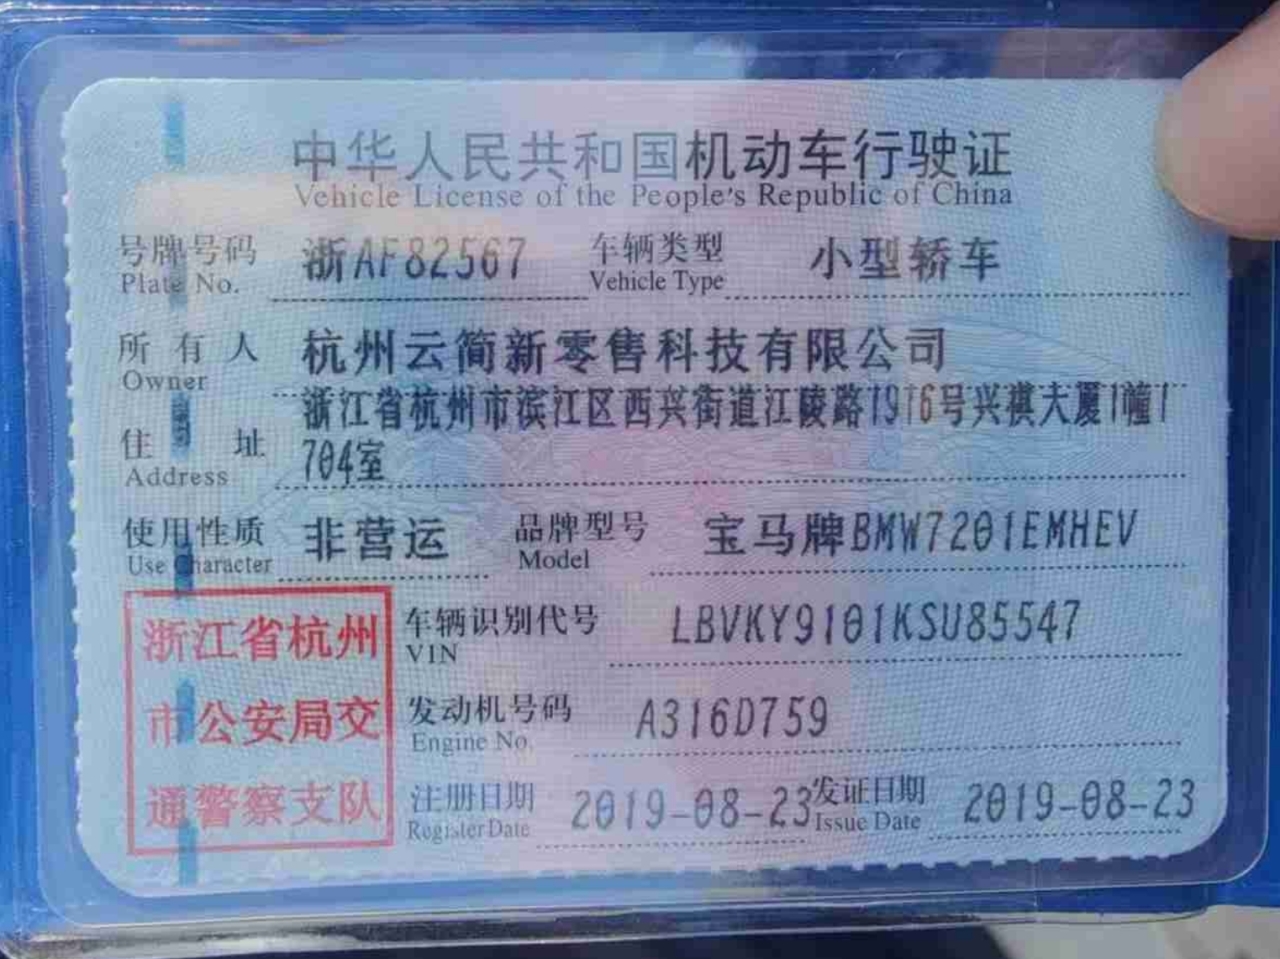 中华人民共和国机动车行驶证
Vehicle License of the People's Republic of China
号牌号码 浙AF82567 车辆类型 小型轿车
Plate No. Vehicle Type
所有人 杭州云简新零售科技有限公司
Owner
浙江省杭州市滨江区西兴街道江陵路1916号兴祺大厦1幢1
住址 704室
Address
使用性质 非营运 品牌型号 宝马牌BMW7201EMHEV
Use Character Model
浙江省杭州 车辆识别代号 LBVKY9101KSU85547
VIN
市公安局交 发动机号码 A316D759
Engine No.
通警察支队 注册日期 2019-08-23 发证日期 2019-08-23
Register Date Issue Date